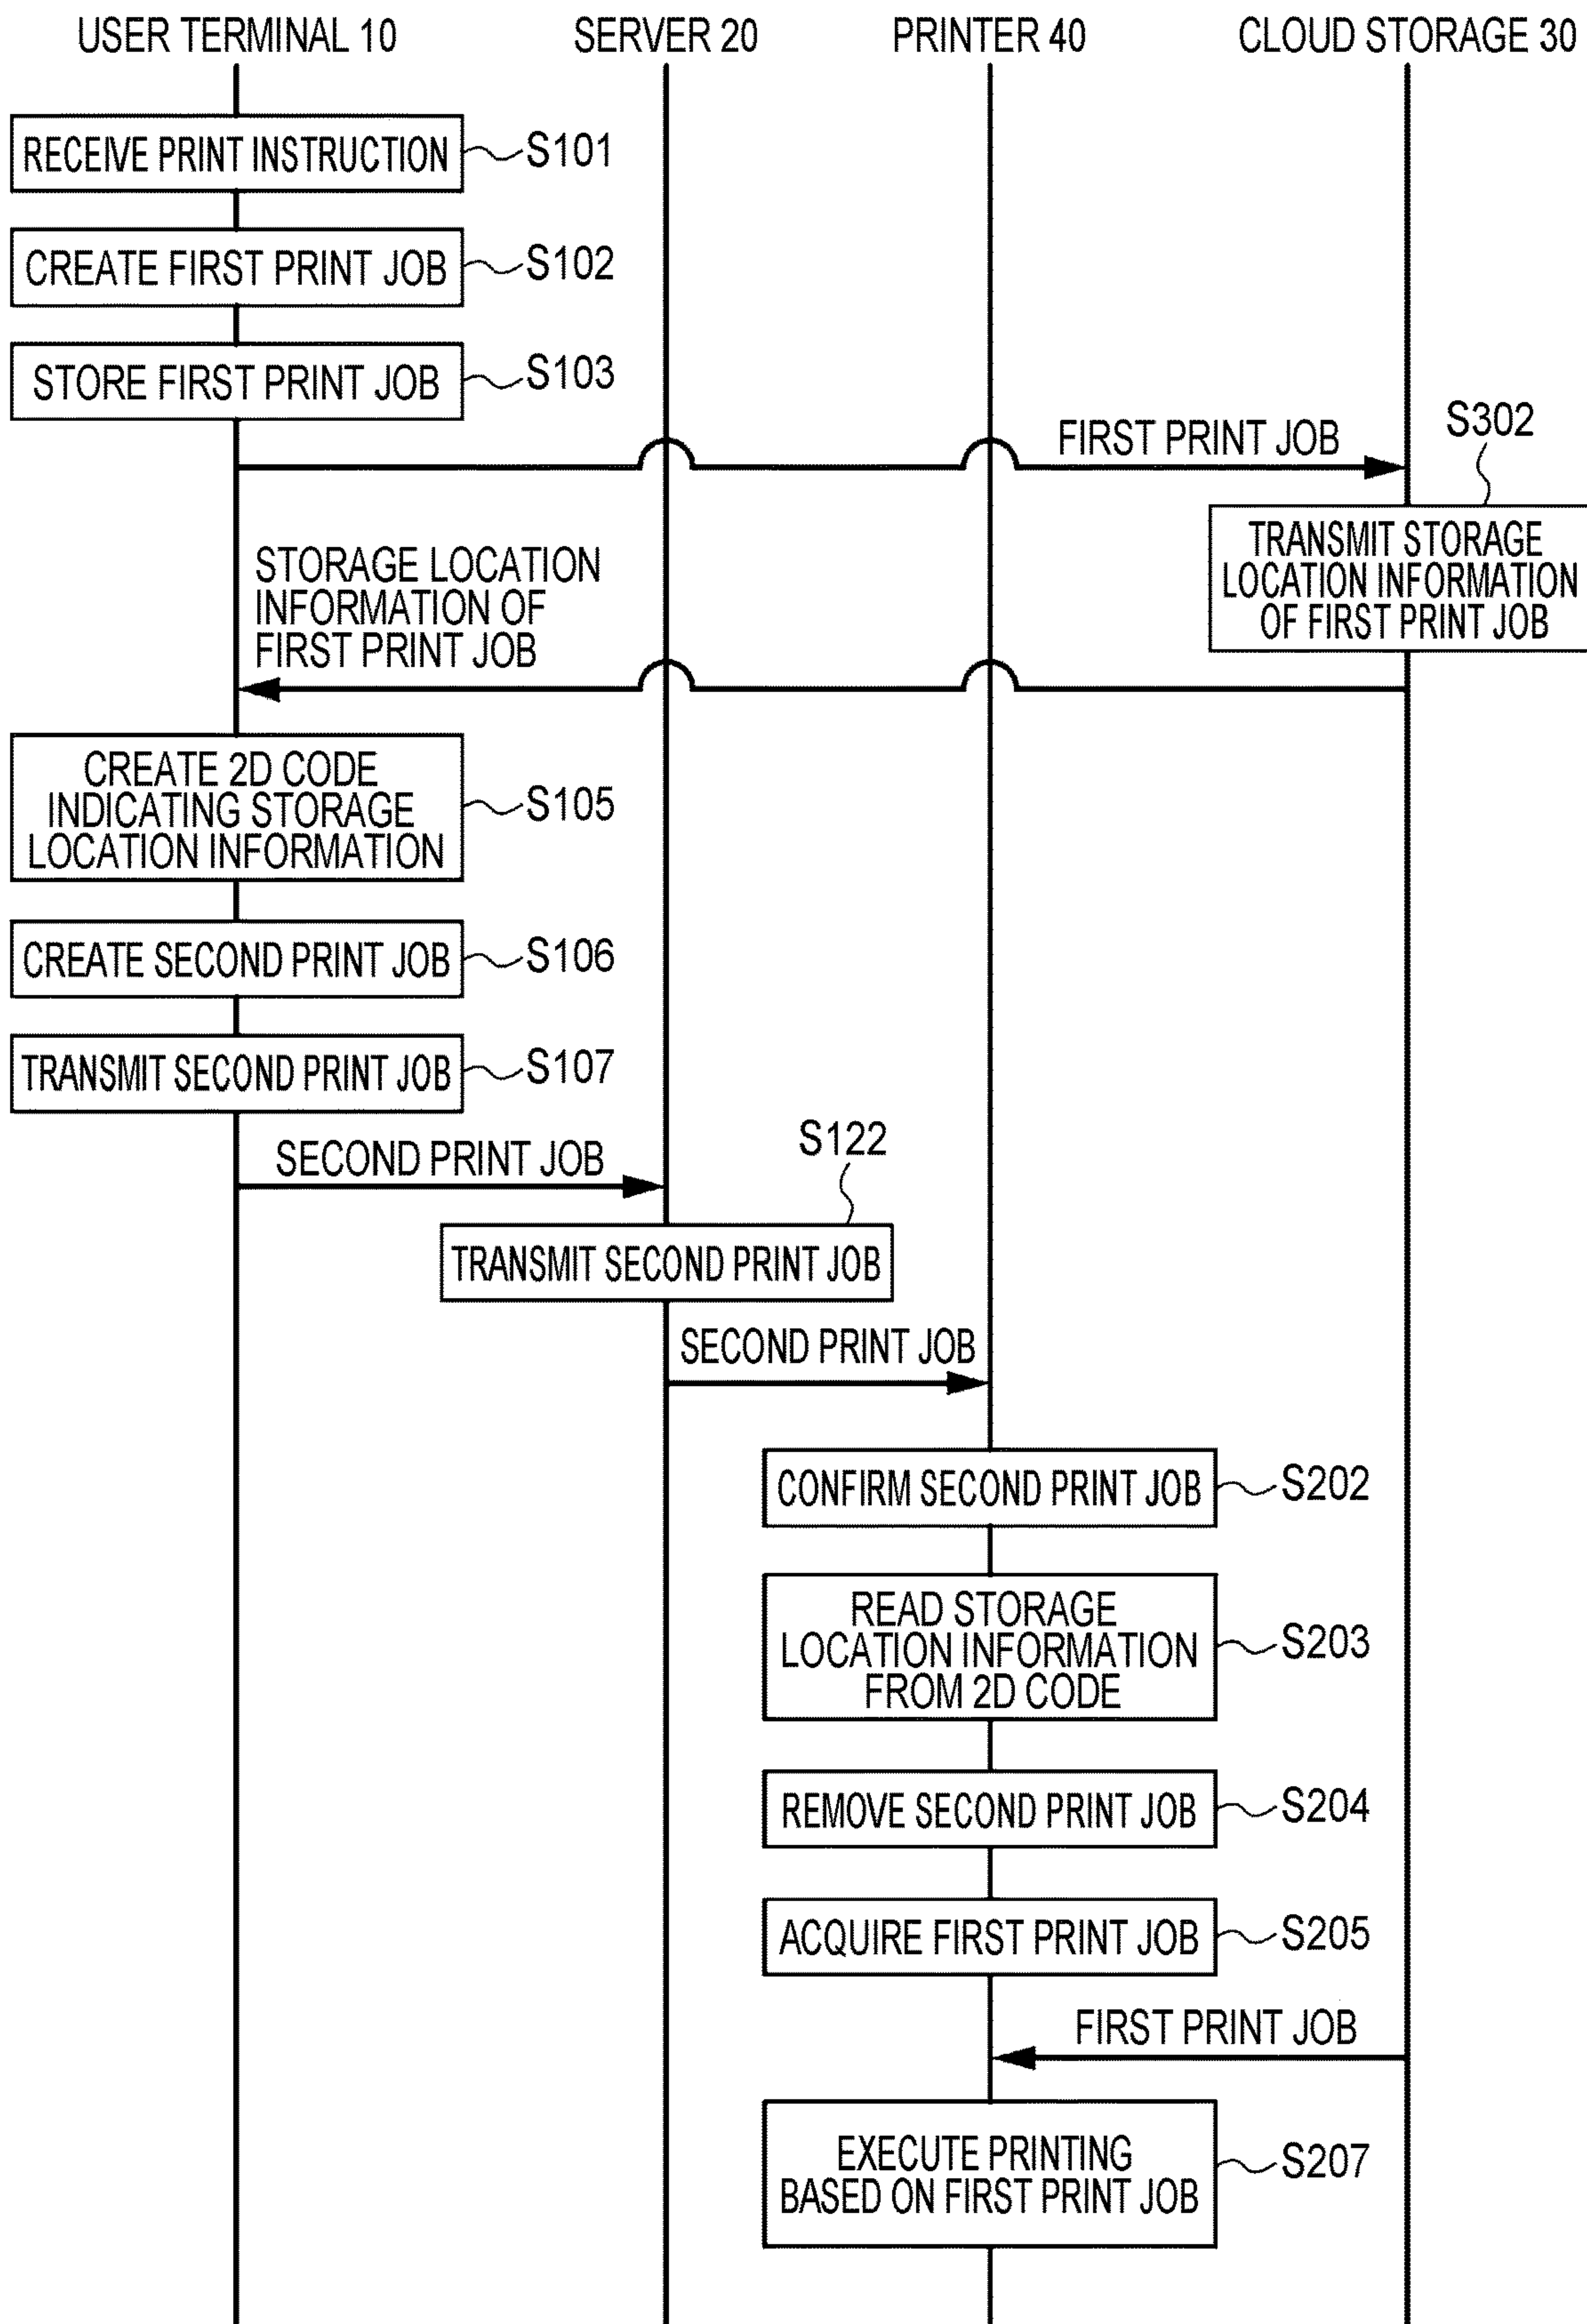 USER TERMINAL 10
SERVER 20
PRINTER 40
CLOUD STORAGE 30
RECEIVE PRINT INSTRUCTION
S101
CREATE FIRST PRINT JOB
S102
STORE FIRST PRINT JOB
S103
FIRST PRINT JOB
S302
TRANSMIT STORAGE
LOCATION INFORMATION
OF FIRST PRINT JOB
STORAGE LOCATION
INFORMATION OF
FIRST PRINT JOB
CREATE 2D CODE
INDICATING STORAGE
LOCATION INFORMATION
S105
CREATE SECOND PRINT JOB
S106
TRANSMIT SECOND PRINT JOB
S107
SECOND PRINT JOB
S122
TRANSMIT SECOND PRINT JOB
SECOND PRINT JOB
CONFIRM SECOND PRINT JOB
S202
READ STORAGE
LOCATION INFORMATION
FROM 2D CODE
S203
REMOVE SECOND PRINT JOB
S204
ACQUIRE FIRST PRINT JOB
S205
FIRST PRINT JOB
EXECUTE PRINTING
BASED ON FIRST PRINT JOB
S207